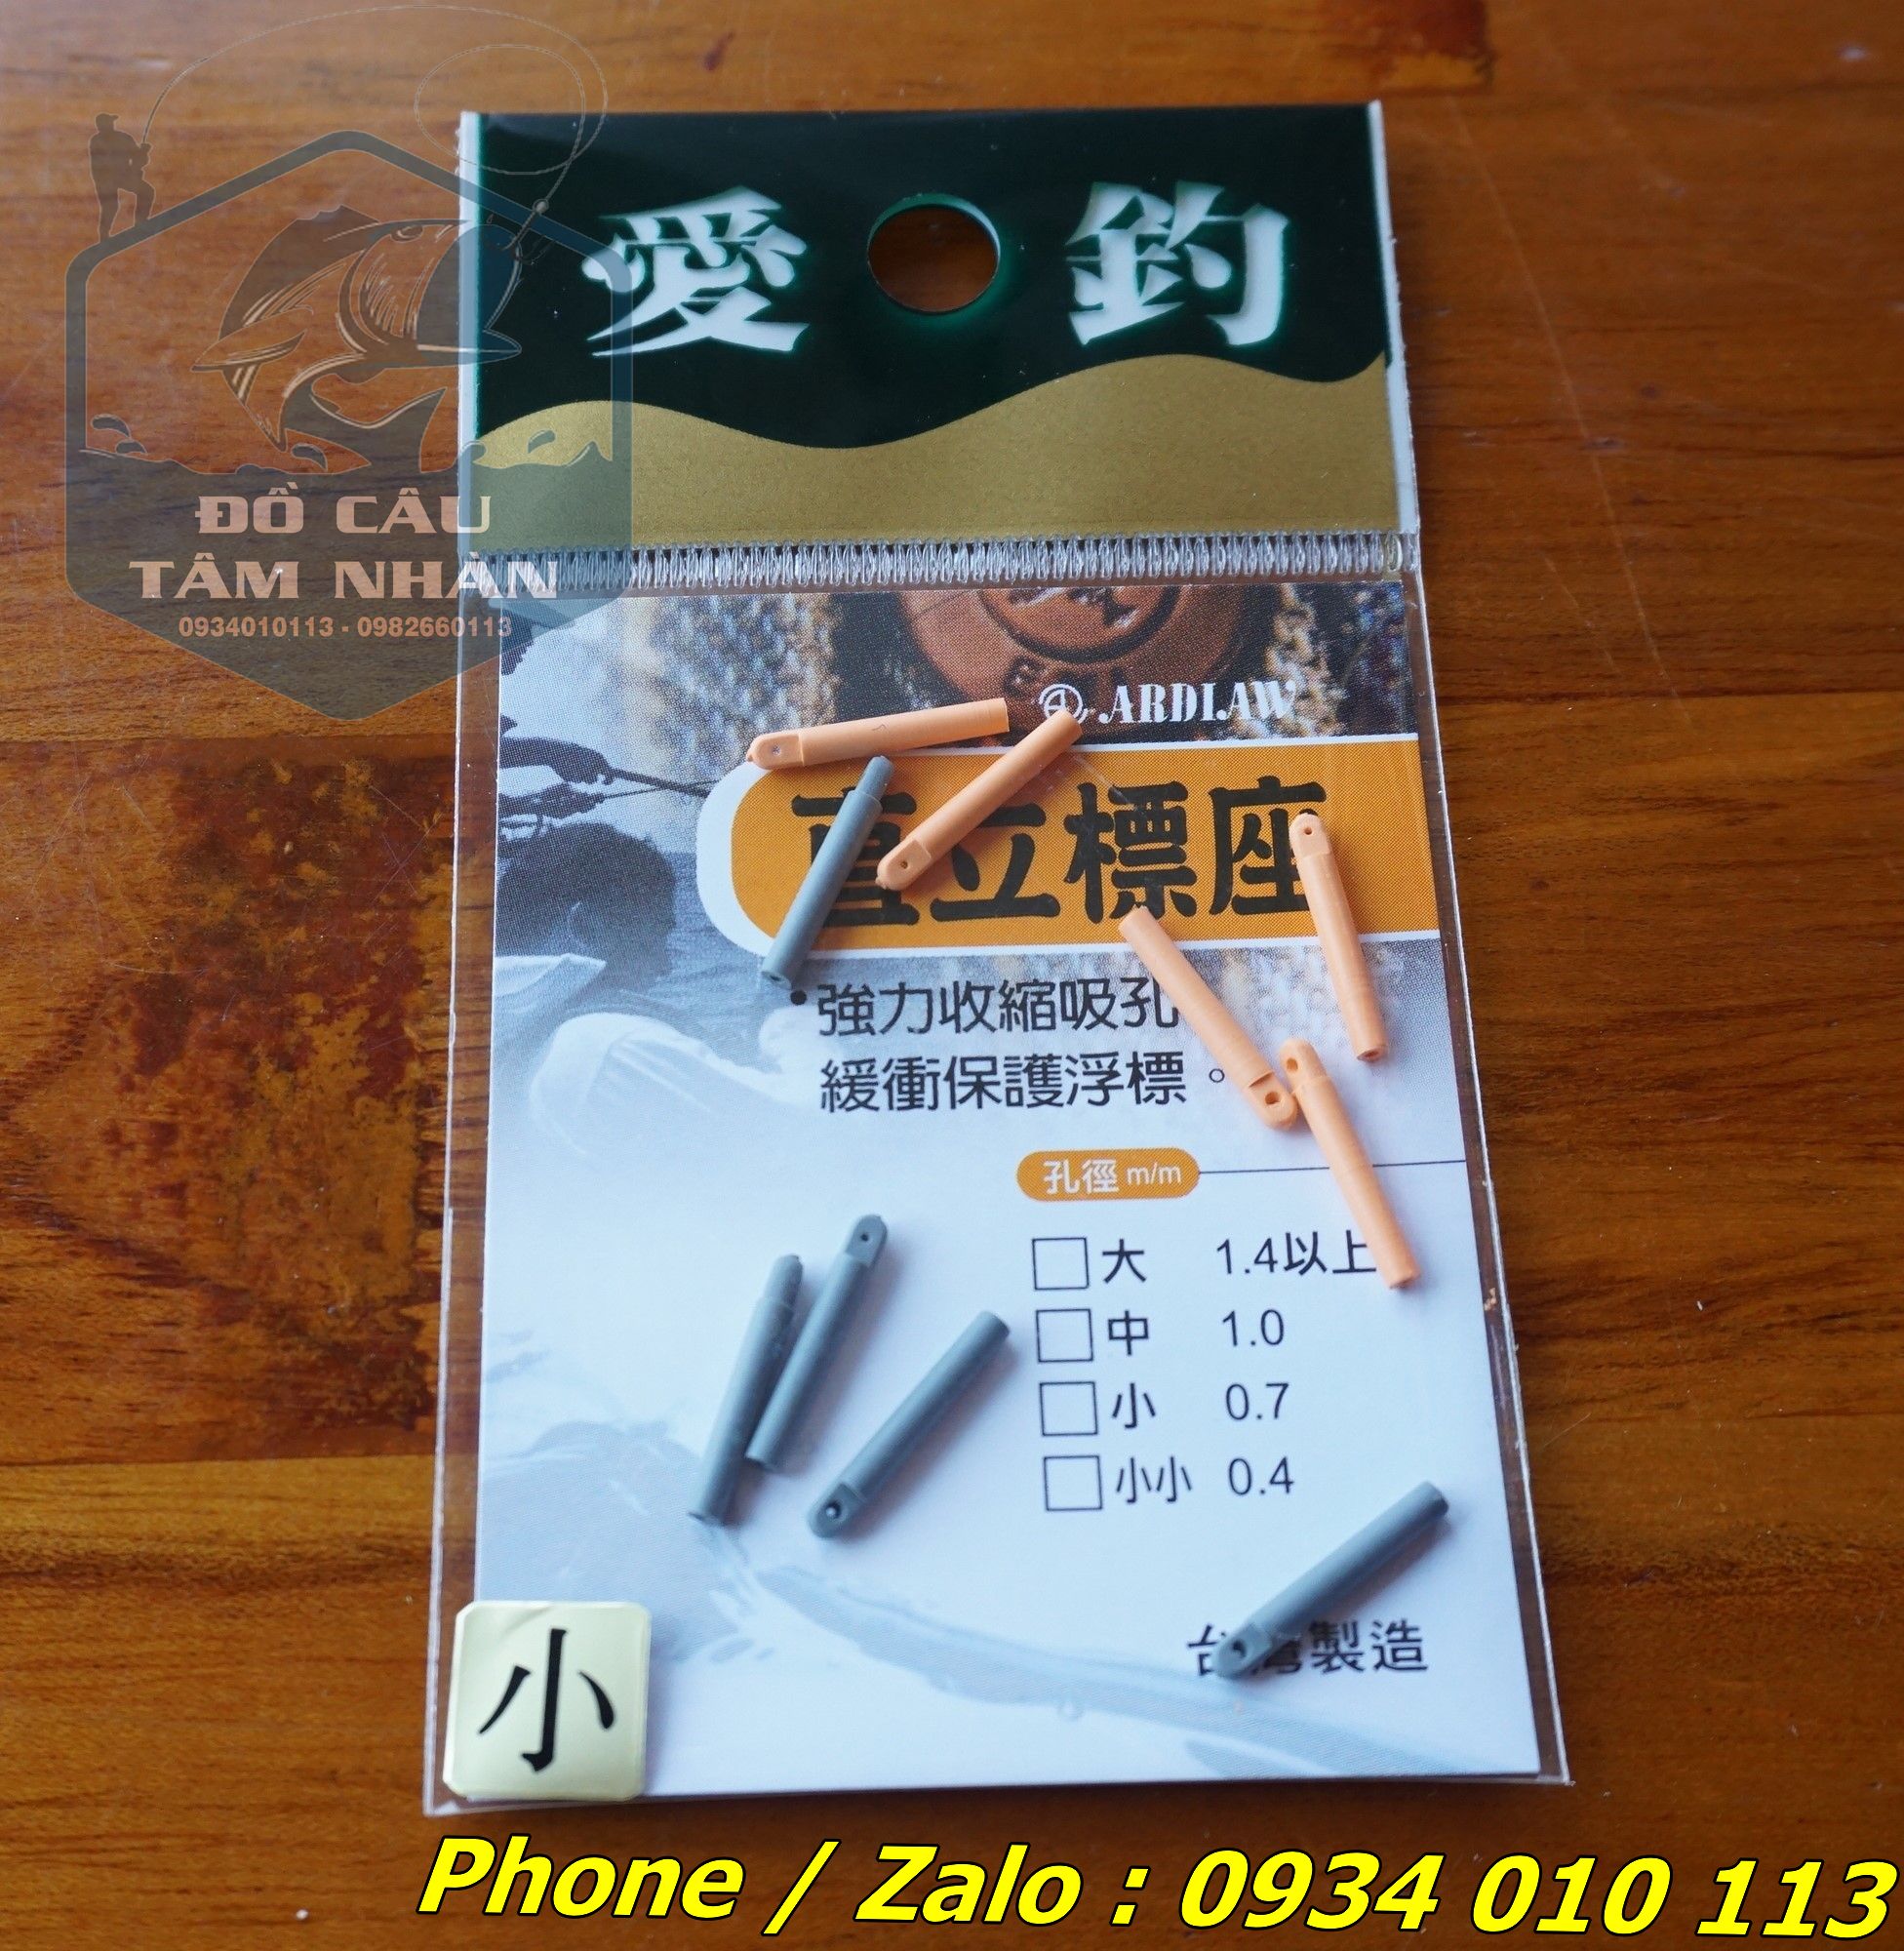 愛 釣
ĐỒ CÂU
TÂM NHÀN
0934010113 - 0982660113
ARDLAW
直立標座
•強力收縮吸孔
緩衝保護浮標。
孔徑 m/m
大 1.4以上
中 1.0
小 0.7
小小 0.4
台灣製造
小
Phone / Zalo : 0934 010 113